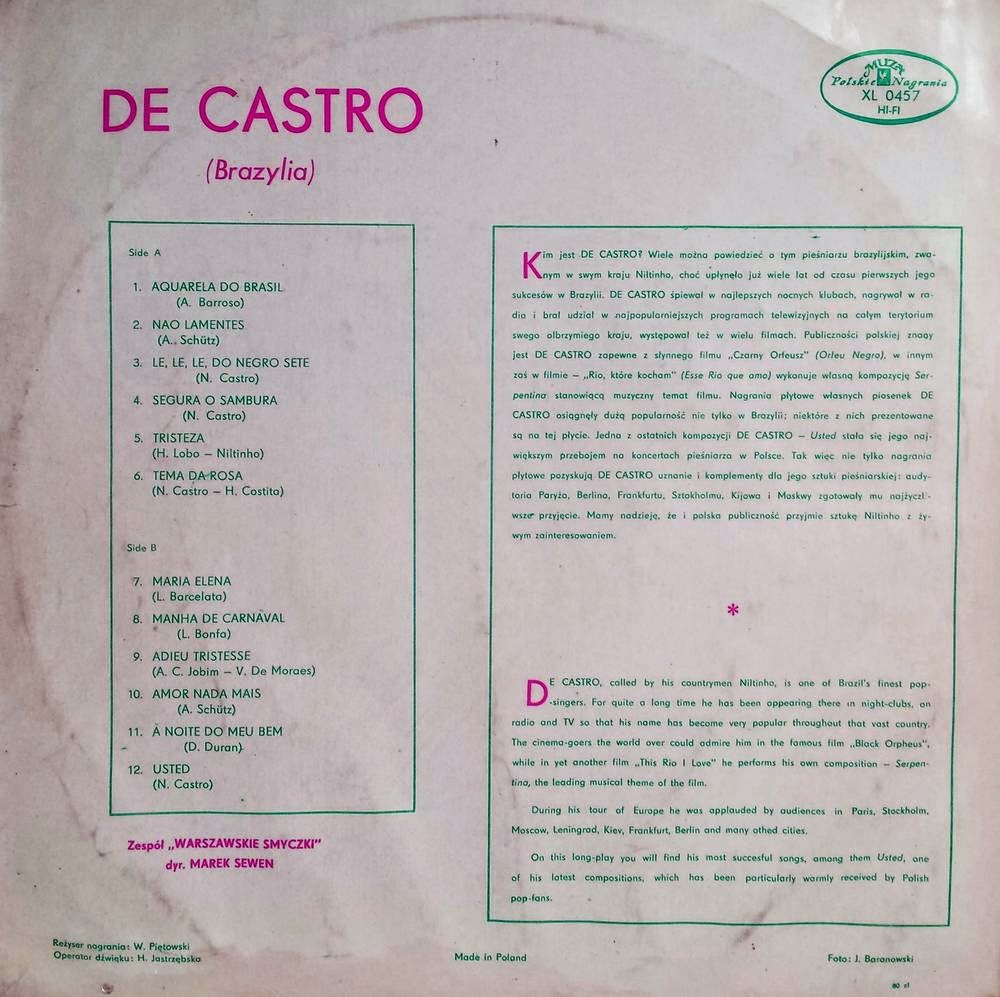 DE CASTRO
(Brazylia)
MUZA
Polskie Nagrania
XL 0457
HI-FI
Side A
1. AQUARELA DO BRASIL
(A. Barroso)
2. NAO LAMENTES
(A. Schütz)
3. LE, LE, LE, DO NEGRO SETE
(N. Castro)
4. SEGURA O SAMBURA
(N. Castro)
5. TRISTEZA
(H. Lobo – Niltinho)
6. TEMA DA ROSA
(N. Castro – H. Costita)
Side B
7. MARIA ELENA
(L. Barcelata)
8. MANHA DE CARNAVAL
(L. Bonfa)
9. ADIEU TRISTESSE
(A. C. Jobim – V. De Moraes)
10. AMOR NADA MAIS
(A. Schütz)
11. A NOITE DO MEU BEM
(D. Duran)
12. USTED
(N. Castro)
Zespół „WARSZAWSKIE SMYCZKI"
dyr. MAREK SEWEN
Kim jest DE CASTRO? Wiele można powiedzieć o tym pieśniarzu brazylijskim, zwa-
nym w swym kraju Niltinho, choć upłynęło już wiele lat od czasu pierwszych jego
sukcesów w Brazylii. DE CASTRO śpiewał w najlepszych nocnych klubach, nagrywał w ra-
dio i brał udział w najpopularniejszych programach telewizyjnych na całym terytorium
swego olbrzymiego kraju, występował też w wielu filmach. Publiczności polskiej znany
jest DE CASTRO zapewne z słynnego filmu „Czarny Orfeusz" (Orfeu Negro), w innym
zaś w filmie – „Rio, które kocham" (Esse Rio que amo) wykonuje własną kompozycję Ser-
pentina stanowiącą muzyczny temat filmu. Nagrania płytowe własnych piosenek DE
CASTRO osiągnęły dużą popularność nie tylko w Brazylii; niektóre z nich prezentowane
są na tej płycie. Jedna z ostatnich kompozycji DE CASTRO – Usted stała się jego naj-
większym przebojem na koncertach pieśniarza w Polsce. Tak więc nie tylko nagrania
płytowe pozyskują DE CASTRO uznanie i komplementy dla jego sztuki pieśniarskiej: audy-
toria Paryża, Berlina, Frankfurtu, Sztokholmu, Kijowa i Moskwy zgotowały mu najżyczli-
wsze przyjęcie. Mamy nadzieję, że i polska publiczność przyjmie sztukę Niltinho z ży-
wym zainteresowaniem.
*
DE CASTRO, called by his countrymen Niltinho, is one of Brazil's finest pop-
-singers. For quite a long time he has been appearing there in night-clubs, on
radio and TV so that his name has become very popular throughout that vast country.
The cinema-goers the world over could admire him in the famous film „Black Orpheus",
while in yet another film „This Rio I Love" he performs his own composition – Serpen-
tina, the leading musical theme of the film.
During his tour of Europe he was applauded by audiences in Paris, Stockholm,
Moscow, Leningrad, Kiev, Frankfurt, Berlin and many othed cities.
On this long-play you will find his most succesful songs, among them Usted, one
of his latest compositions, which has been particularly warmly received by Polish
pop-fans.
Reżyser nagrania: W. Piętowski
Operator dźwięku: H. Jastrzębska
Made in Poland
Foto: J. Baranowski
80 zł